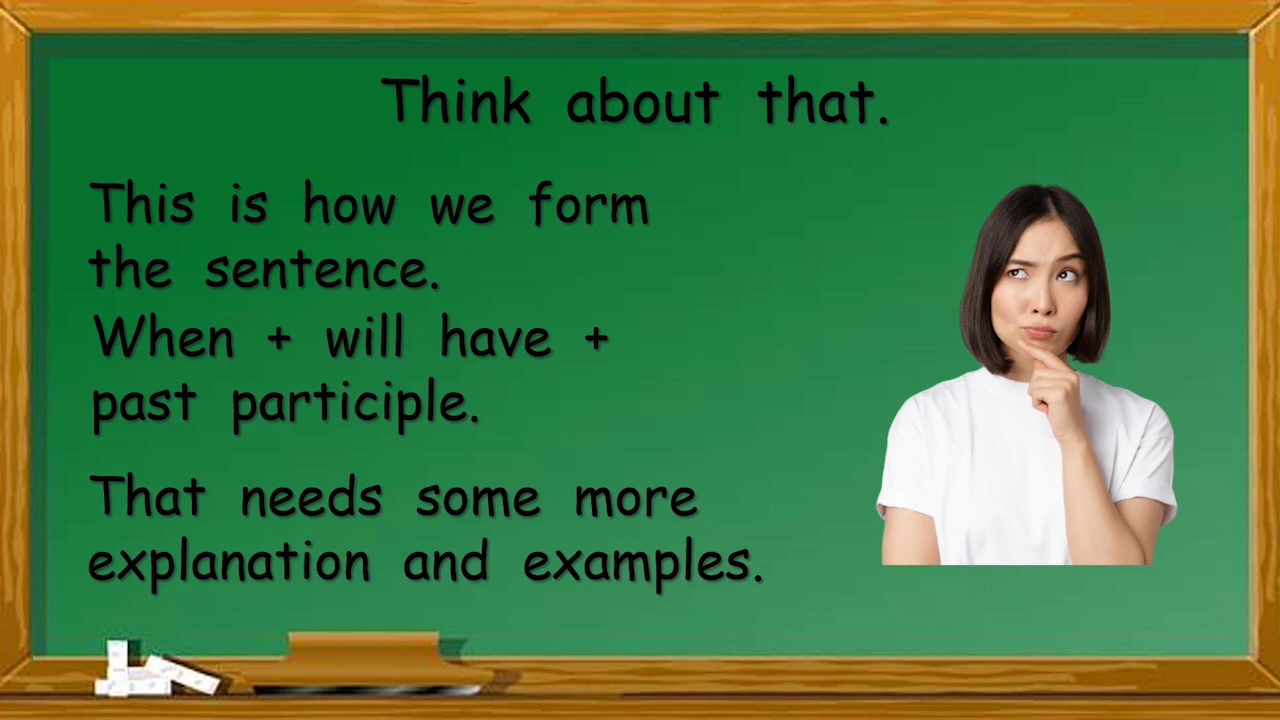 Think about that.
This is how we form
the sentence.
When + will have +
past participle.
That needs some more
explanation and examples.